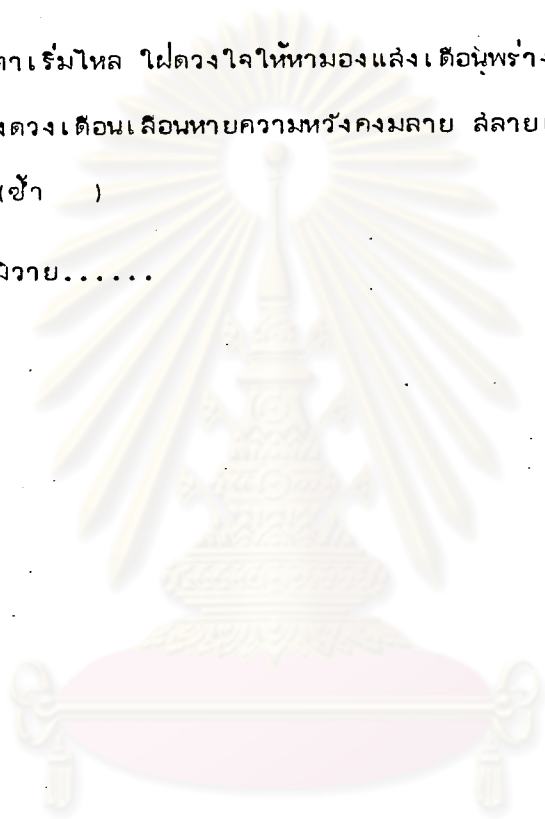 ตาเริ่มไหล ใฝ่ดวงใจให้หามองแสงเดือนพร่าง
งดวงเดือนเลือนหายความหวังคงมลาย สลาย
(ซ้ำ )
วาย......